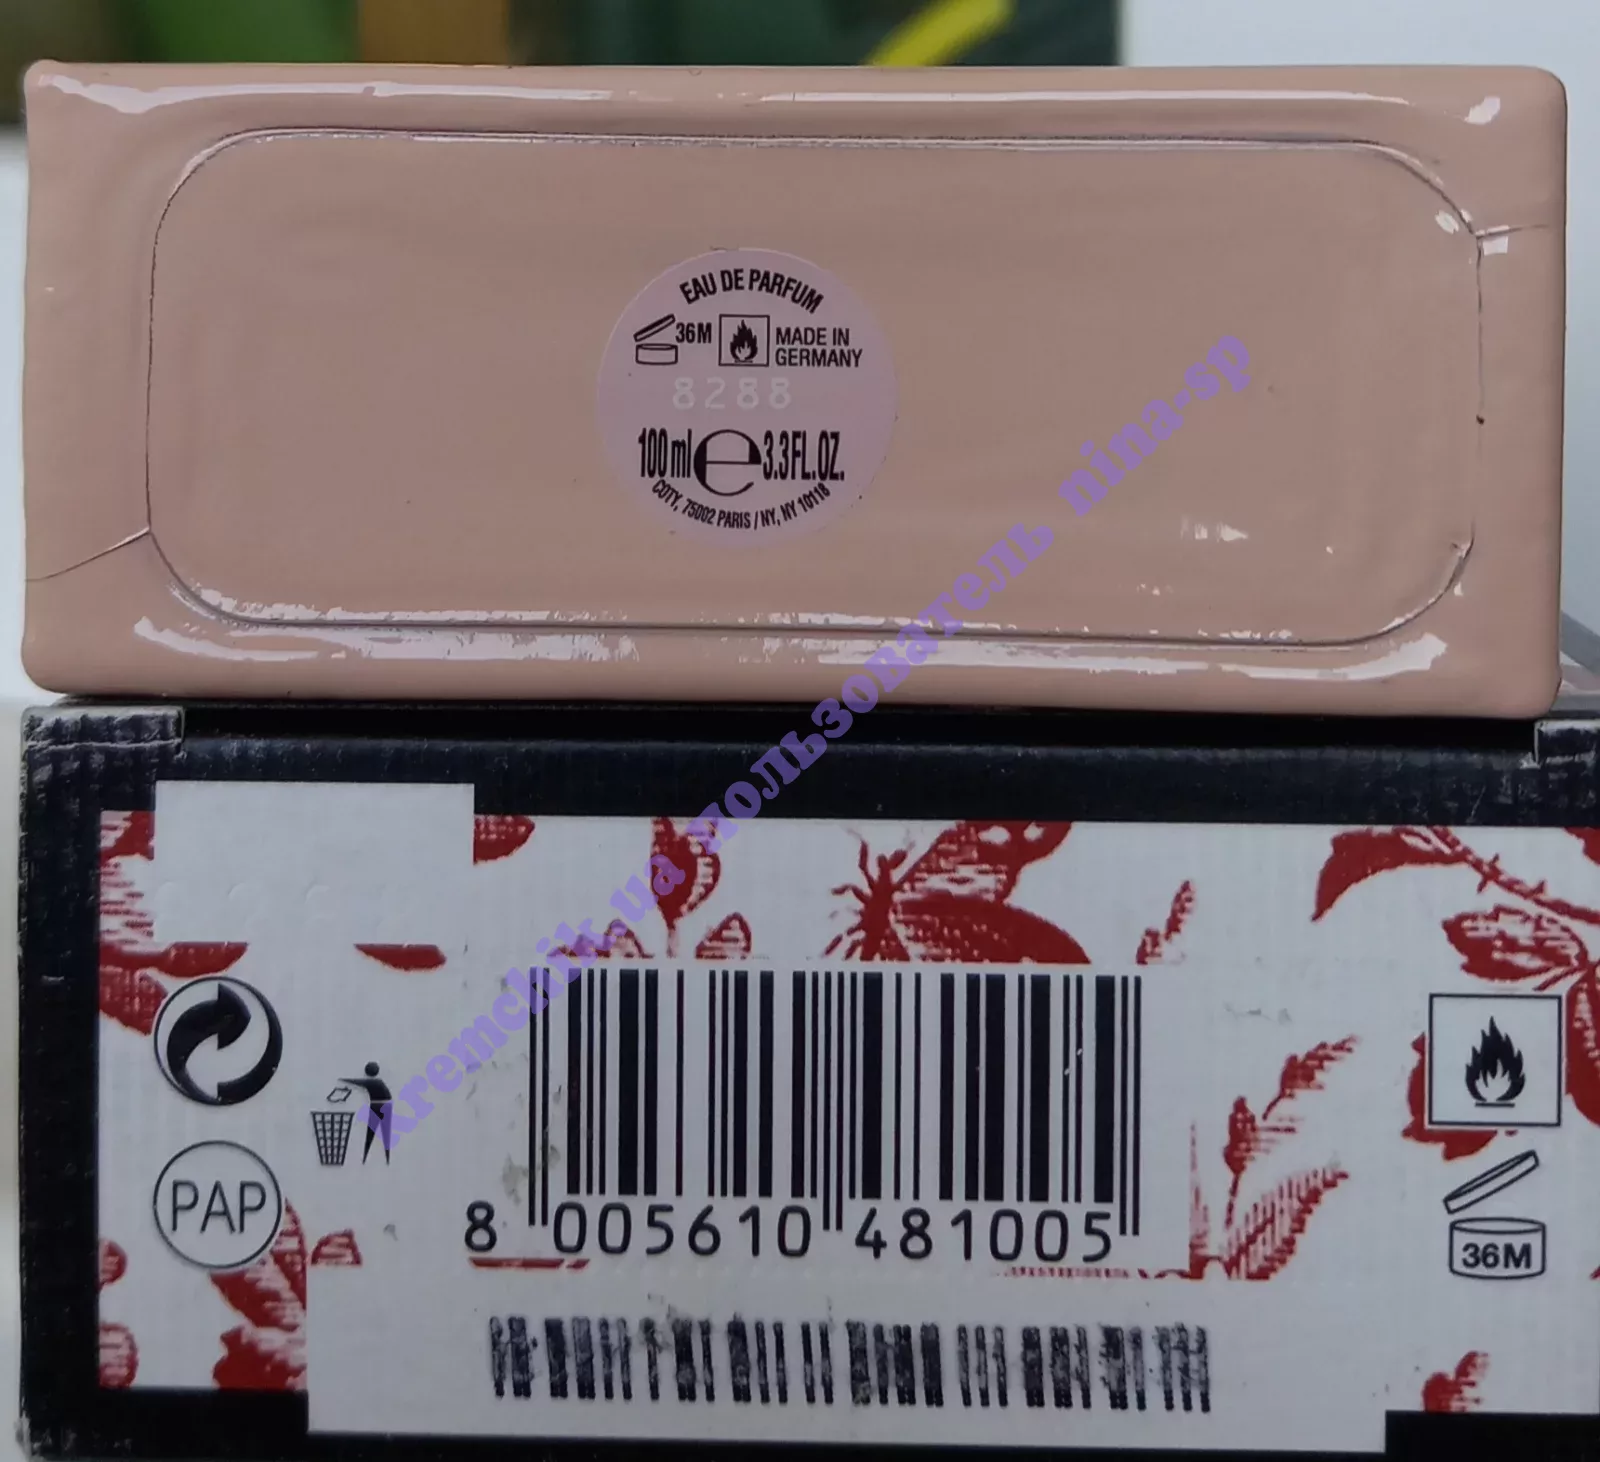 EAU DE PARFUM
36M
MADE IN
GERMANY
8288
100 ml e 3.3FL.OZ.
COTY, 75002 PARIS / NY, NY 10118
kremchik.ua пользователь nina-sp
PAP
8 005610 481005
36M